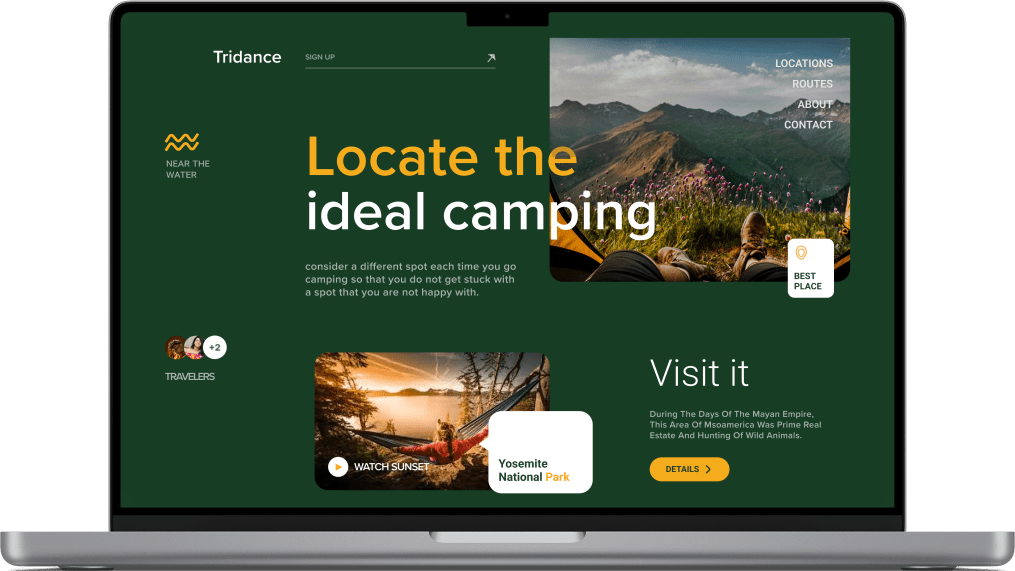 Tridance
SIGN UP
LOCATIONS
ROUTES
ABOUT
CONTACT
NEAR THE
WATER
Locate the
ideal camping
consider a different spot each time you go
camping so that you do not get stuck with
a spot that you are not happy with.
BEST
PLACE
+2
TRAVELERS
WATCH SUNSET
Yosemite
National Park
Visit it
During The Days Of The Mayan Empire,
This Area Of Msoamerica Was Prime Real
Estate And Hunting Of Wild Animals.
DETAILS